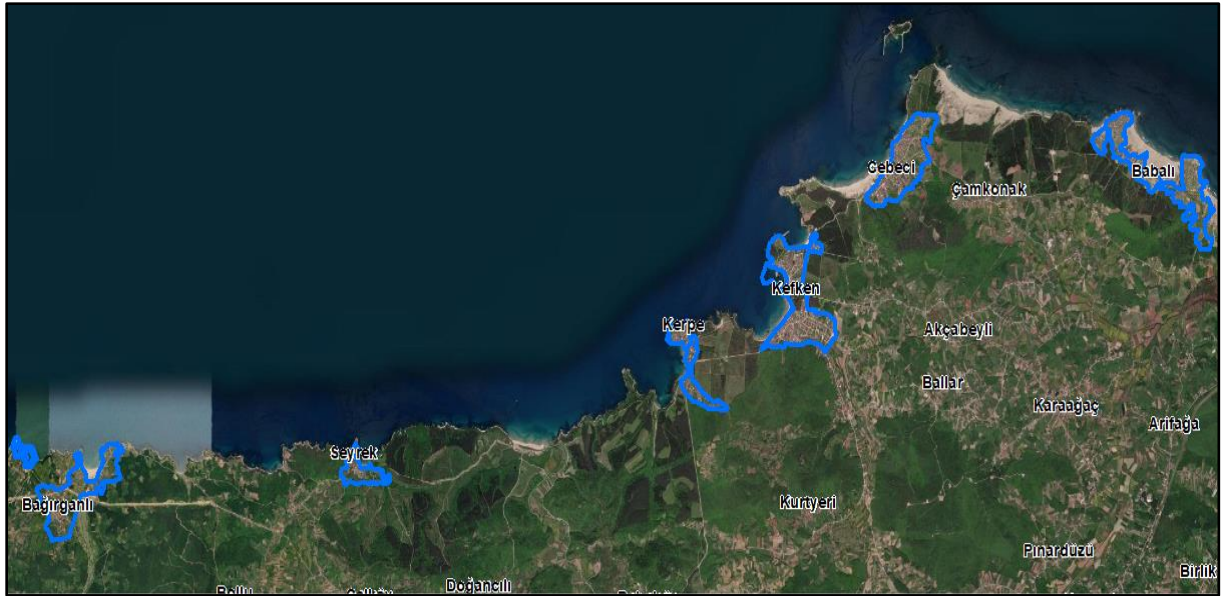 Cebeci
Babalı
Çamkonak
Kefken
Kerpe
Akçabeyli
Ballar
Karaağaç
Arifağa
Seyrek
Bağırganlı
Kurtyeri
Pınardüzü
Birlik
Doğancılı